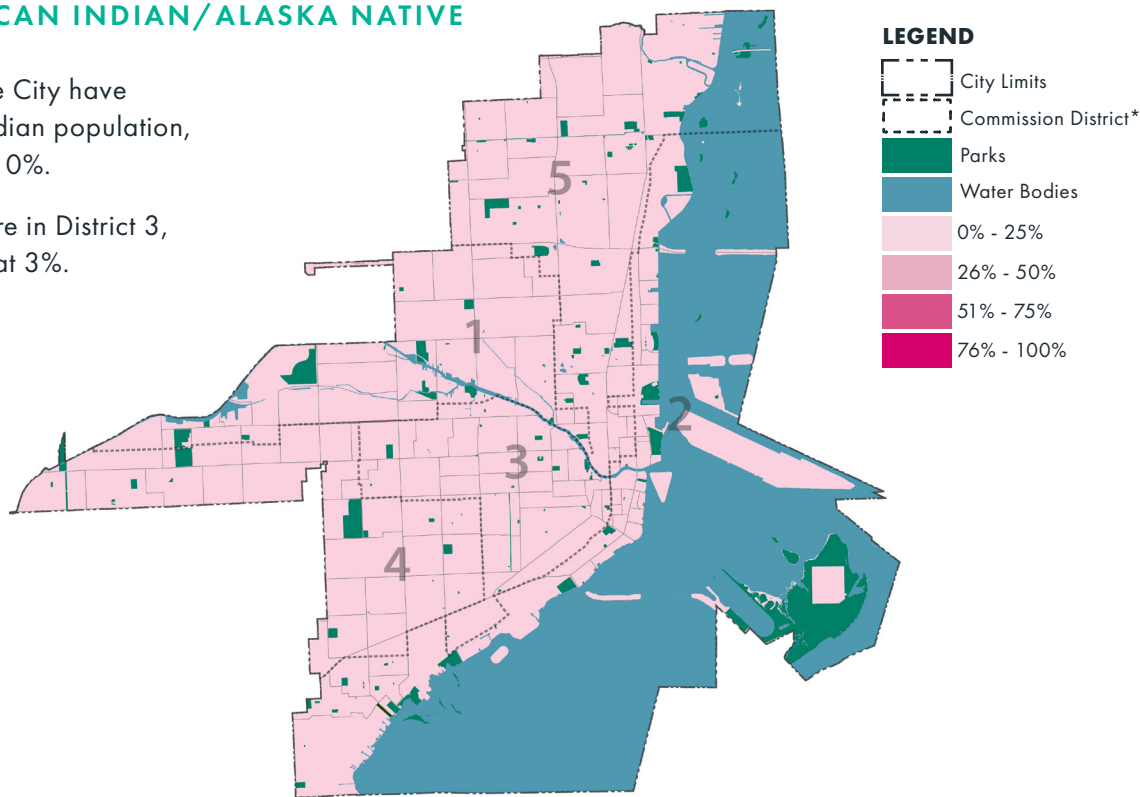 CAN INDIAN/ALASKA NATIVE
e City have
dian population,
0%.
re in District 3,
at 3%.
5
1
2
3
4
LEGEND
City Limits
Commission District*
Parks
Water Bodies
0% - 25%
26% - 50%
51% - 75%
76% - 100%